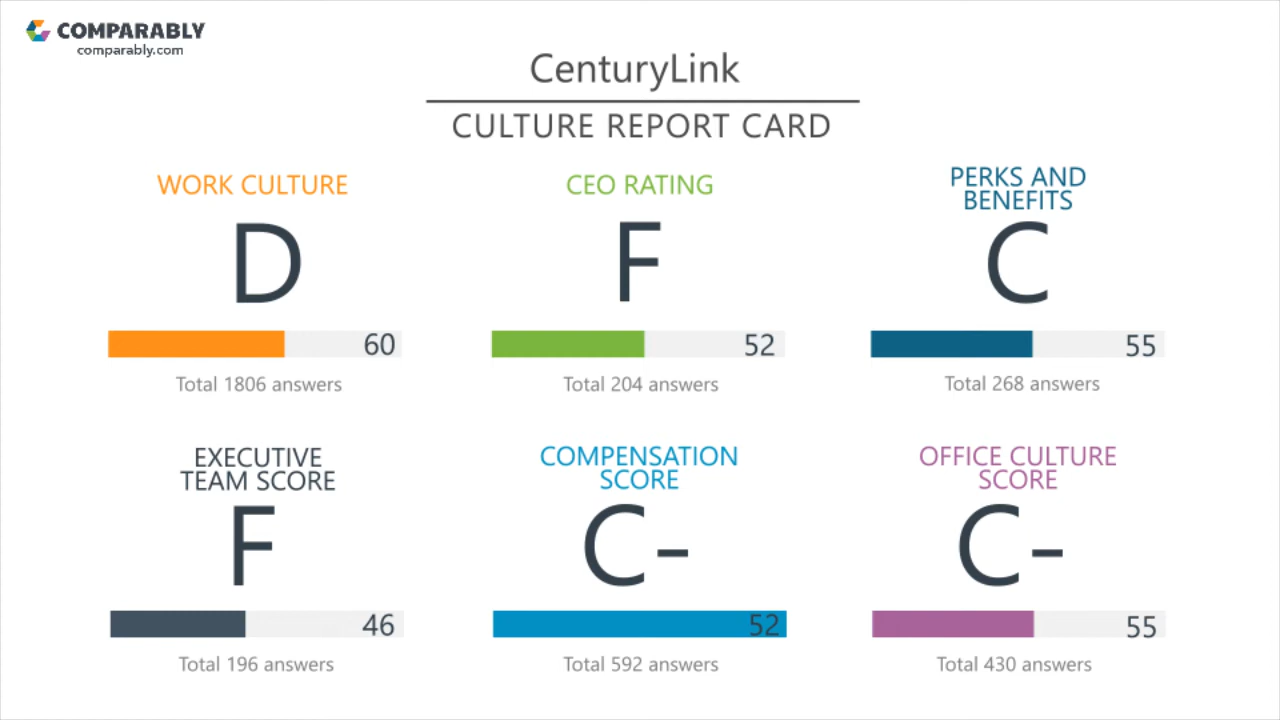 COMPARABLY
comparably.com
CenturyLink
CULTURE REPORT CARD
WORK CULTURE
D
60
Total 1806 answers
CEO RATING
F
52
Total 204 answers
PERKS AND
BENEFITS
C
55
Total 268 answers
EXECUTIVE
TEAM SCORE
F
46
Total 196 answers
COMPENSATION
SCORE
C-
52
Total 592 answers
OFFICE CULTURE
SCORE
C-
55
Total 430 answers